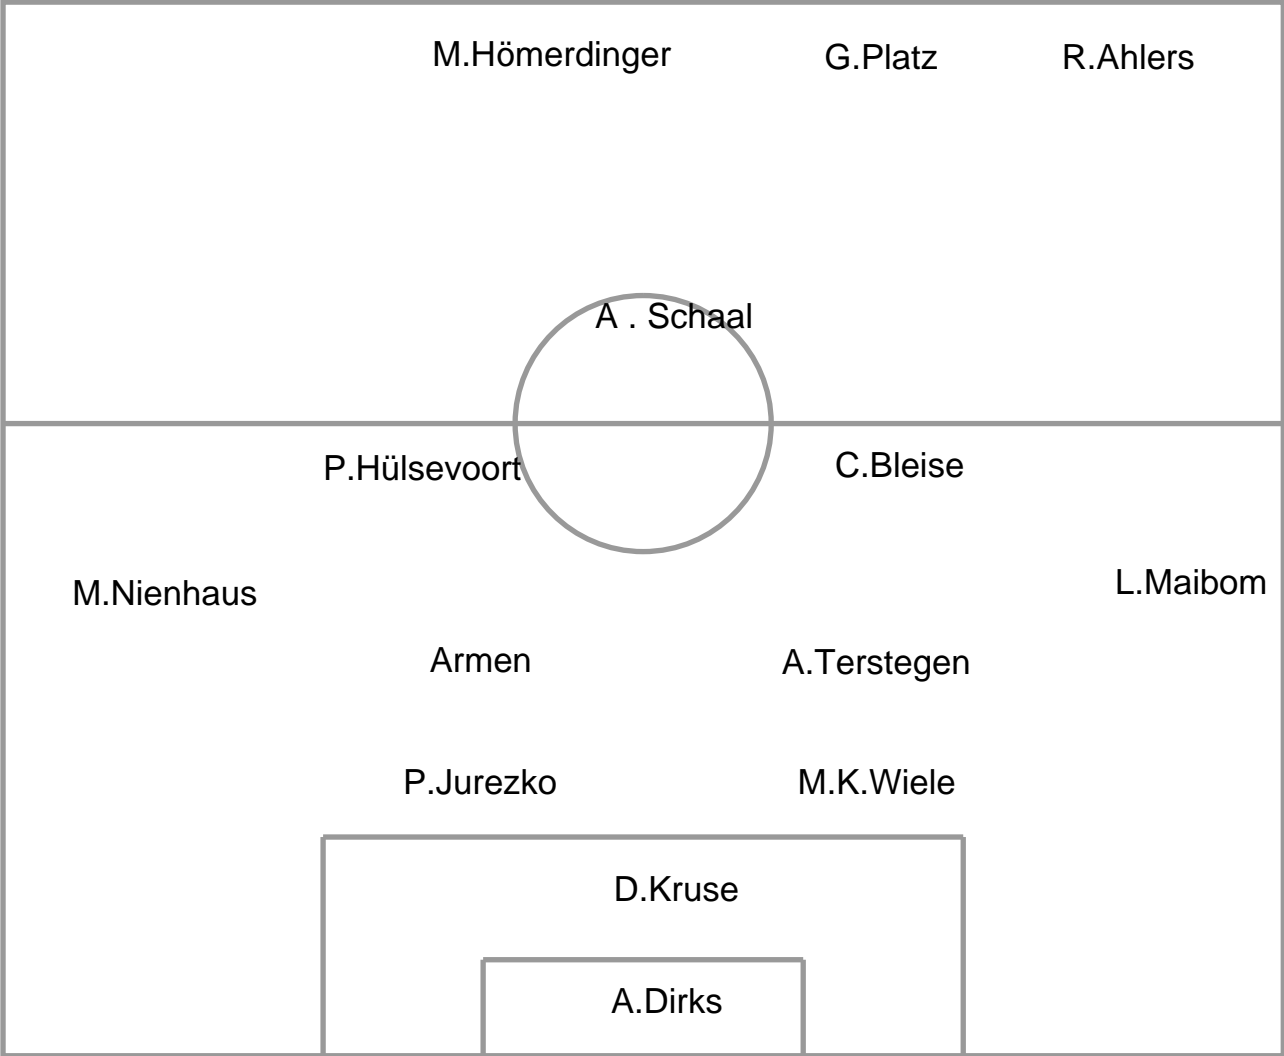 M.Hömerdinger
G.Platz
R.Ahlers
A . Schaal
P.Hülsevoort
C.Bleise
M.Nienhaus
L.Maibom
Armen
A.Terstegen
P.Jurezko
M.K.Wiele
D.Kruse
A.Dirks